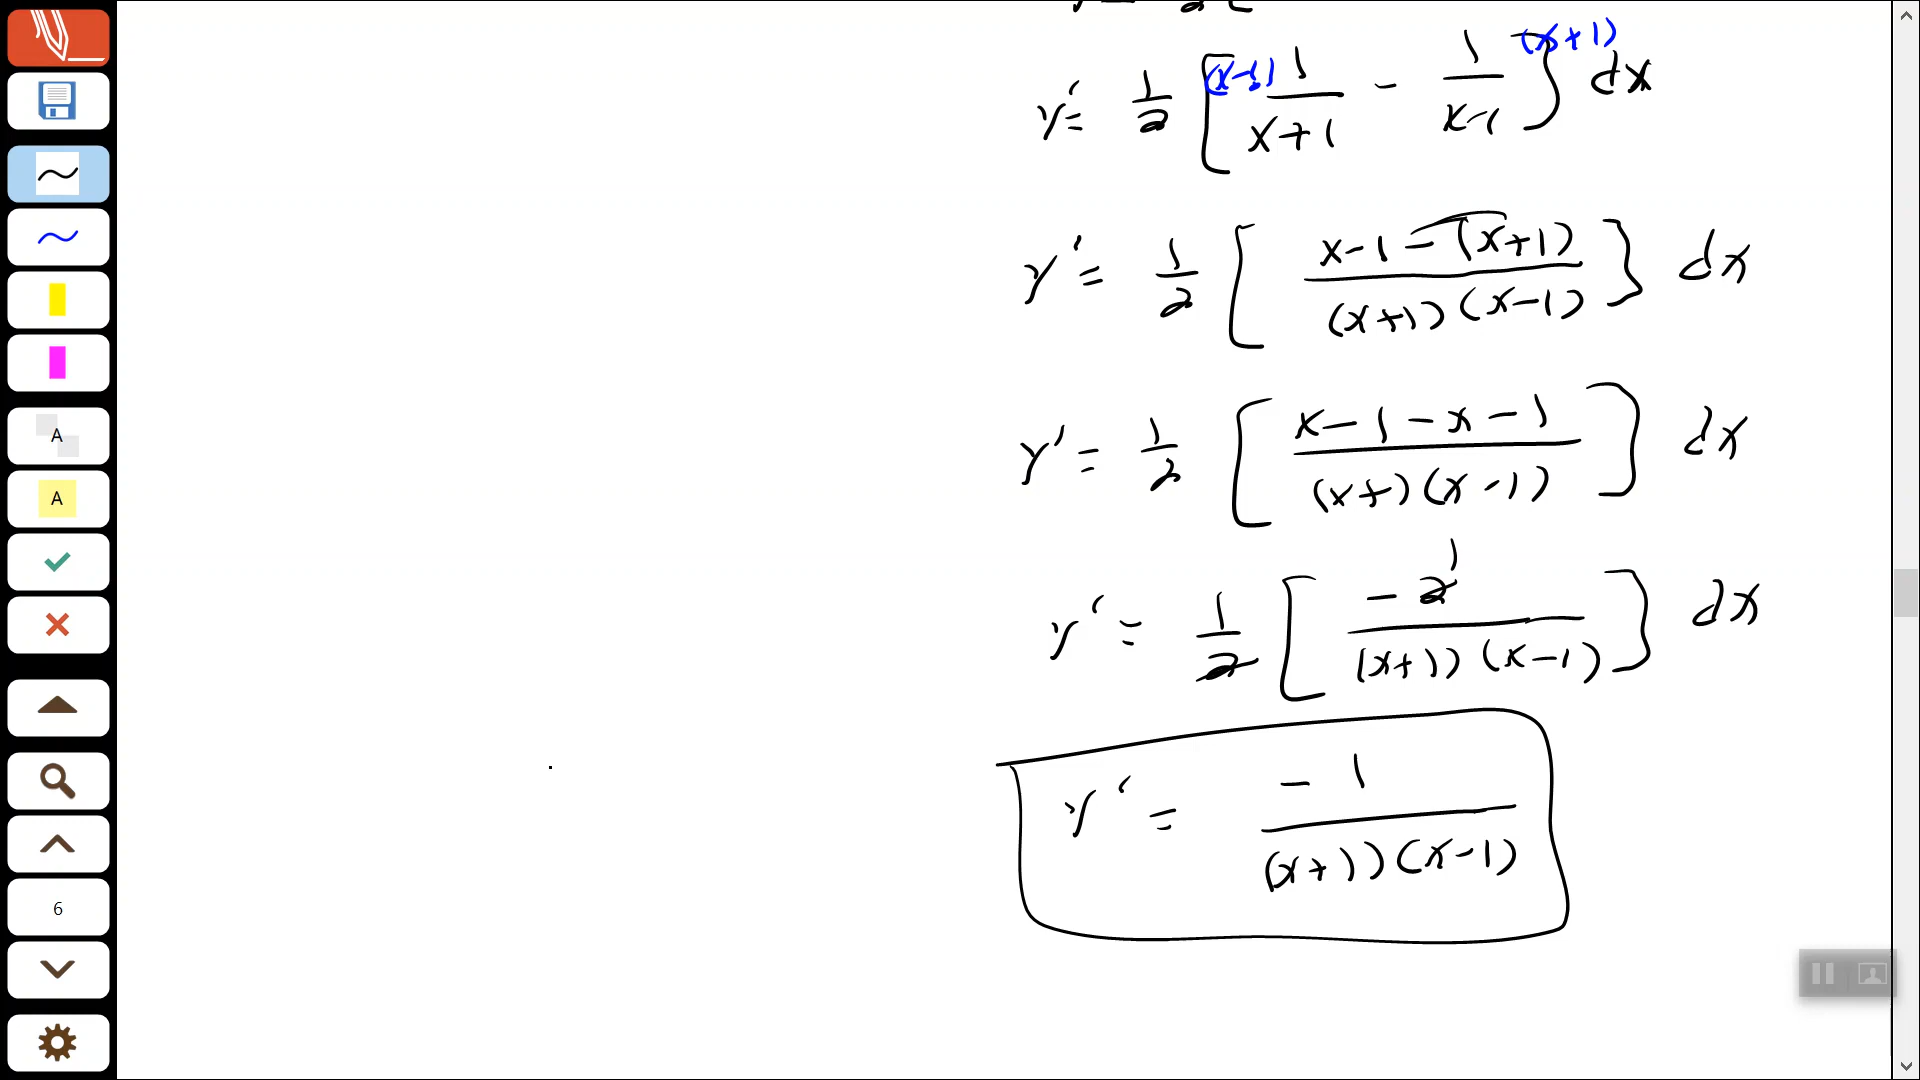 y' = 1/2 [ (x-1) 1/(x+1) - 1/(x-1) (x+1) ] dx
y' = 1/2 [ (x-1-(x+1))/((x+1)(x-1)) ] dx
y' = 1/2 [ (x-1-x-1)/((x+)(x-1)) ] dx
1
y' = 1/2 [ -2/((x+1)(x-1)) ] dx
y' = -1/((x+1)(x-1))
A
A
6